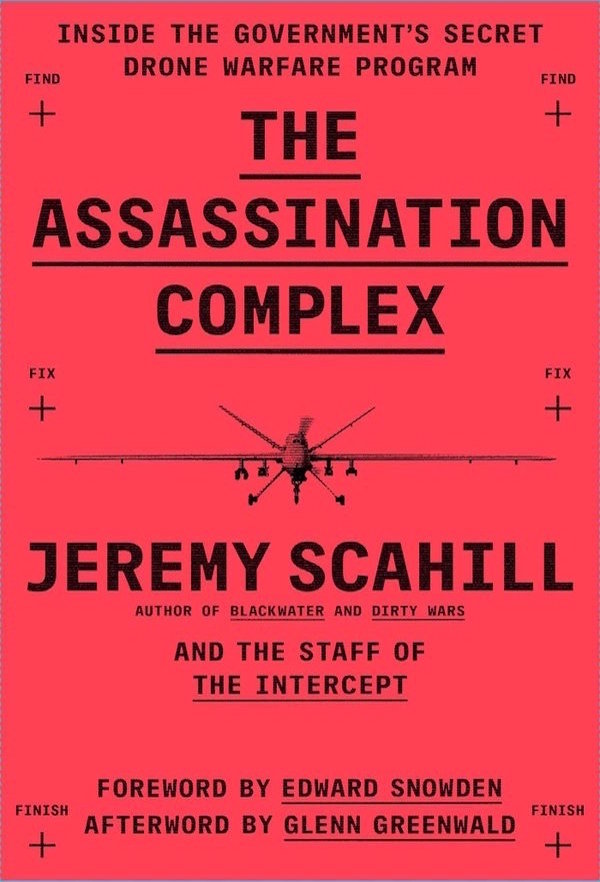 INSIDE THE GOVERNMENT'S SECRET
DRONE WARFARE PROGRAM
FIND
FIND
THE
ASSASSINATION
COMPLEX
FIX
FIX
JEREMY SCAHILL
AUTHOR OF BLACKWATER AND DIRTY WARS
AND THE STAFF OF
THE INTERCEPT
FOREWORD BY EDWARD SNOWDEN
FINISH
FINISH
AFTERWORD BY GLENN GREENWALD